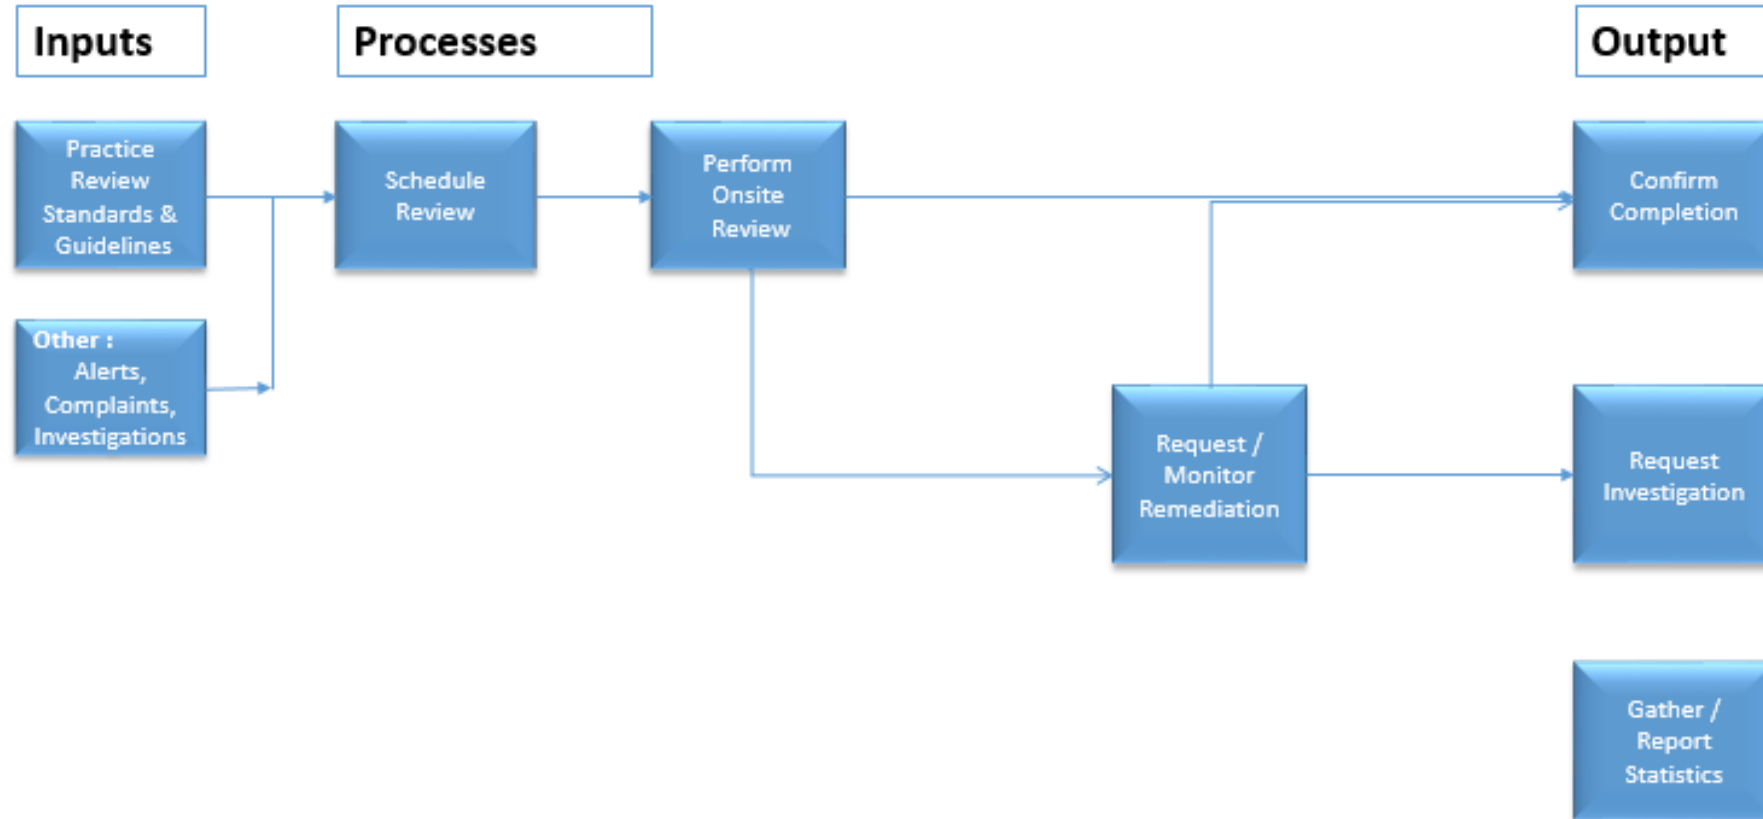 Inputs
Processes
Output
Practice
Review
Standards &
Guidelines
Schedule
Review
Perform
Onsite
Review
Confirm
Completion
Other :
Alerts,
Complaints,
Investigations
Request /
Monitor
Remediation
Request
Investigation
Gather /
Report
Statistics